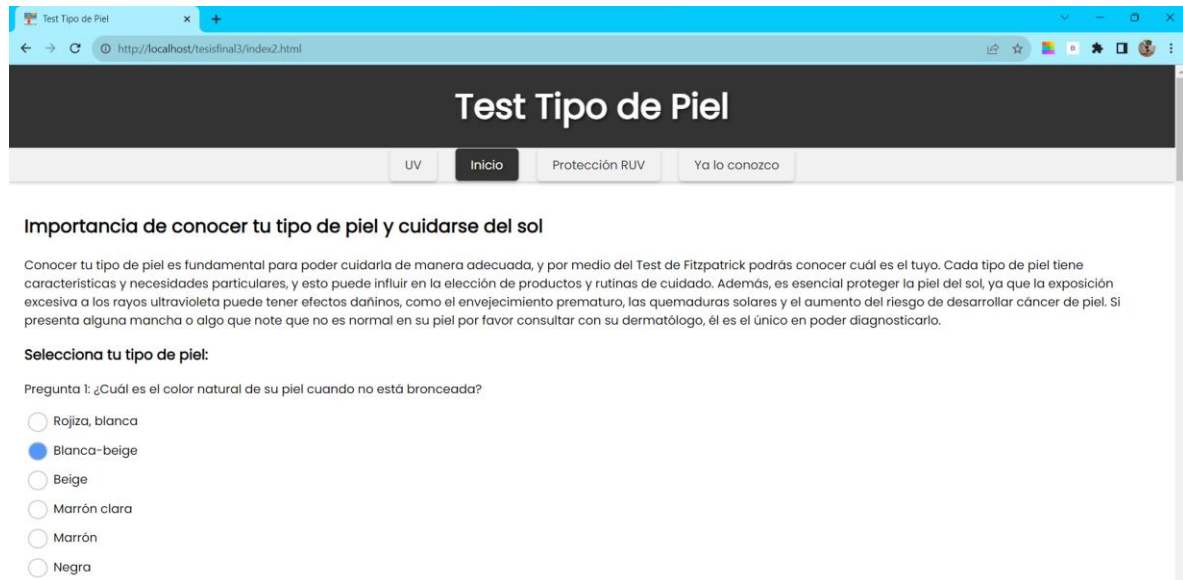 Test Tipo de Piel
http://localhost/tesisfinal3/index2.html
Test Tipo de Piel
UV
Inicio
Protección RUV
Ya lo conozco
Importancia de conocer tu tipo de piel y cuidarse del sol
Conocer tu tipo de piel es fundamental para poder cuidarla de manera adecuada, y por medio del Test de Fitzpatrick podrás conocer cuál es el tuyo. Cada tipo de piel tiene
características y necesidades particulares, y esto puede influir en la elección de productos y rutinas de cuidado. Además, es esencial proteger la piel del sol, ya que la exposición
excesiva a los rayos ultravioleta puede tener efectos dañinos, como el envejecimiento prematuro, las quemaduras solares y el aumento del riesgo de desarrollar cáncer de piel. Si
presenta alguna mancha o algo que note que no es normal en su piel por favor consultar con su dermatólogo, él es el único en poder diagnosticarlo.
Selecciona tu tipo de piel:
Pregunta 1: ¿Cuál es el color natural de su piel cuando no está bronceada?
Rojiza, blanca
Blanca-beige
Beige
Marrón clara
Marrón
Negra